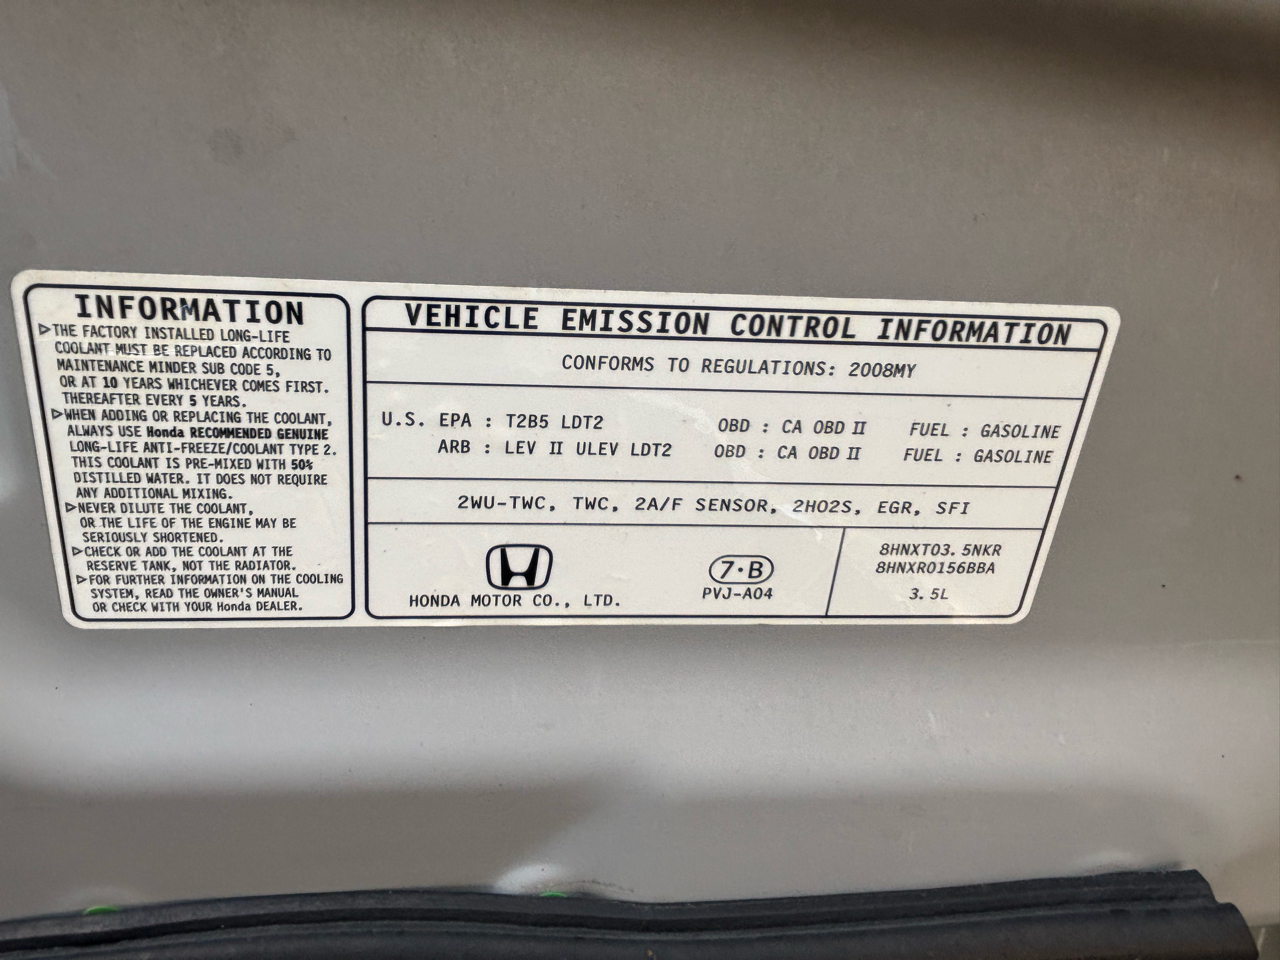 INFORMATION
▷THE FACTORY INSTALLED LONG-LIFE
COOLANT MUST BE REPLACED ACCORDING TO
MAINTENANCE MINDER SUB CODE 5,
OR AT 10 YEARS WHICHEVER COMES FIRST.
THEREAFTER EVERY 5 YEARS.
▷WHEN ADDING OR REPLACING THE COOLANT,
ALWAYS USE Honda RECOMMENDED GENUINE
LONG-LIFE ANTI-FREEZE/COOLANT TYPE 2.
THIS COOLANT IS PRE-MIXED WITH 50%
DISTILLED WATER. IT DOES NOT REQUIRE
ANY ADDITIONAL MIXING.
▷NEVER DILUTE THE COOLANT,
OR THE LIFE OF THE ENGINE MAY BE
SERIOUSLY SHORTENED.
▷CHECK OR ADD THE COOLANT AT THE
RESERVE TANK, NOT THE RADIATOR.
▷FOR FURTHER INFORMATION ON THE COOLING
SYSTEM, READ THE OWNER'S MANUAL
OR CHECK WITH YOUR Honda DEALER.
VEHICLE EMISSION CONTROL INFORMATION
CONFORMS TO REGULATIONS: 2008MY
U.S. EPA : T2B5 LDT2 OBD : CA OBD II FUEL : GASOLINE
ARB : LEV II ULEV LDT2 OBD : CA OBD II FUEL : GASOLINE
2WU-TWC, TWC, 2A/F SENSOR, 2HO2S, EGR, SFI
HONDA MOTOR CO., LTD.
7·B
PVJ-A04
8HNXT03.5NKR
8HNXR0156BBA
3.5L